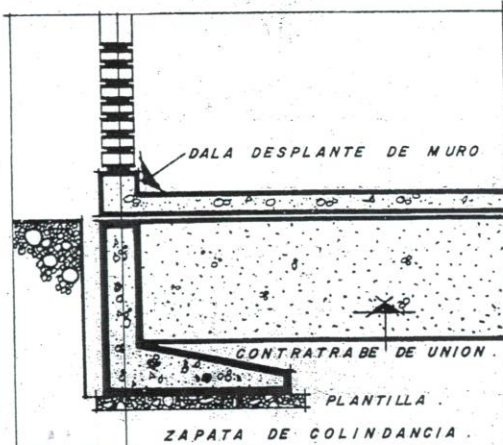 DALA DESPLANTE DE MURO
CONTRATRABE DE UNION.
PLANTILLA.
ZAPATA DE COLINDANCIA.